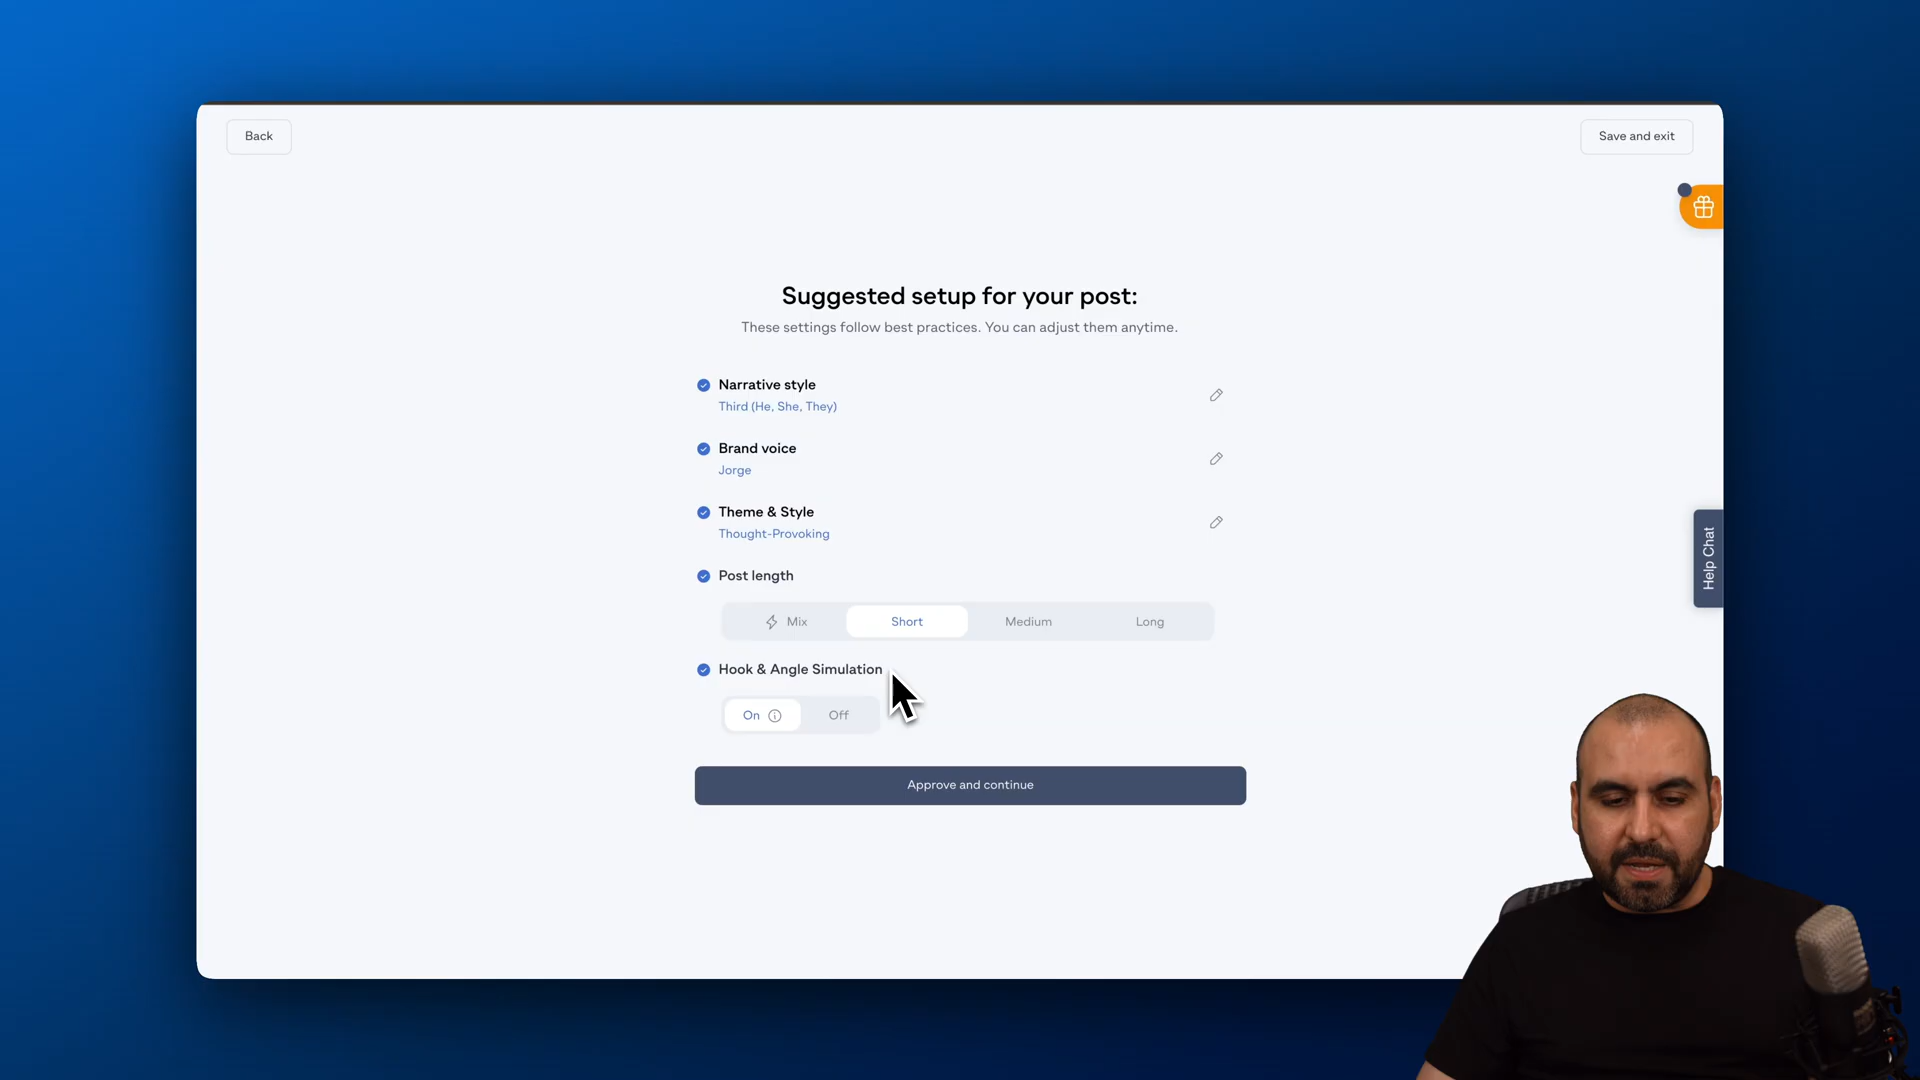 Back
Save and exit
Suggested setup for your post:
These settings follow best practices. You can adjust them anytime.
Narrative style
Third (He, She, They)
Brand voice
Jorge
Theme & Style
Thought-Provoking
Post length
Mix Short Medium Long
Hook & Angle Simulation
On Off
Approve and continue
Help Chat